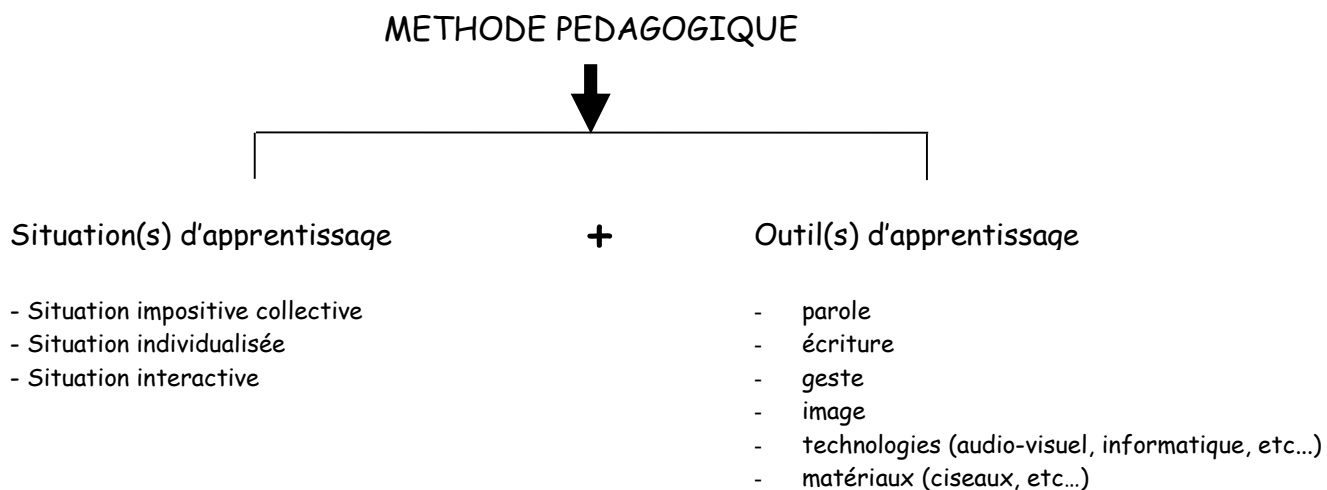 METHODE PEDAGOGIQUE
Situation(s) d'apprentissage + Outil(s) d'apprentissage
- Situation impositive collective
- Situation individualisée
- Situation interactive
- parole
- écriture
- geste
- image
- technologies (audio-visuel, informatique, etc...)
- matériaux (ciseaux, etc…)